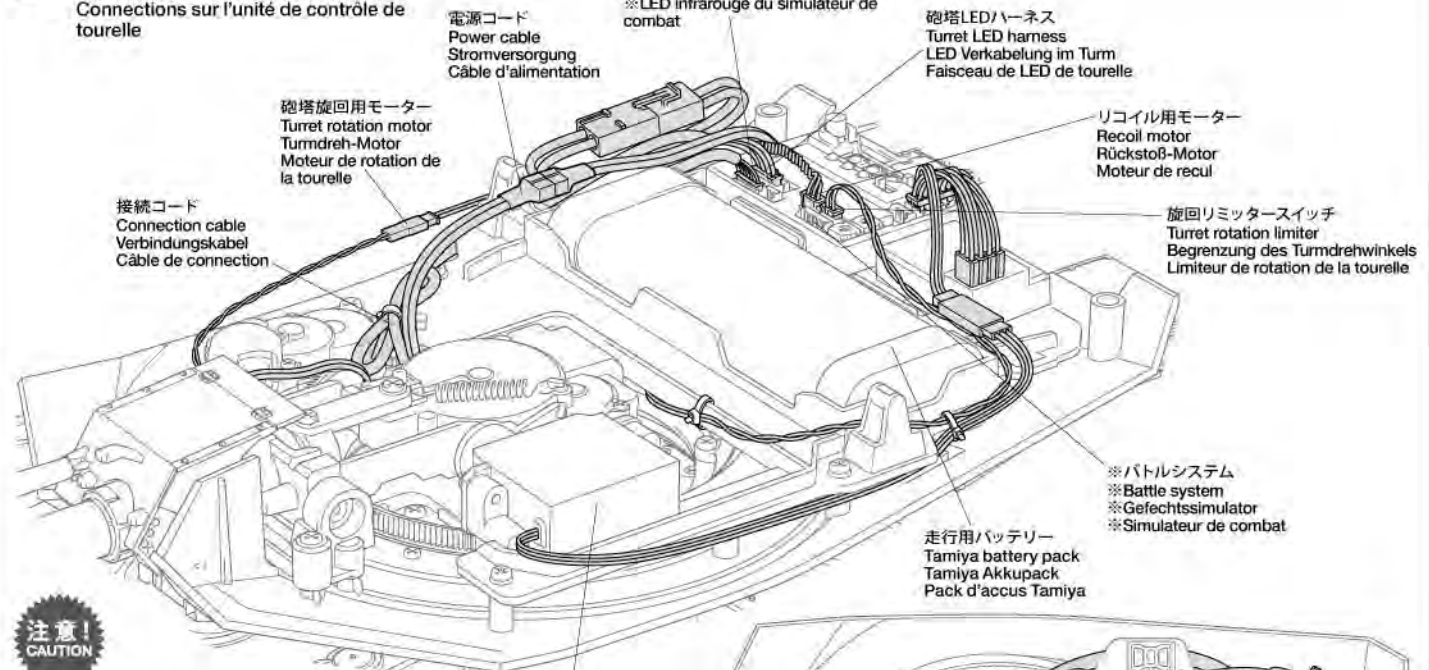 Connections sur l'unité de contrôle de
tourelle
電源コード
Power cable
Stromversorgung
Câble d'alimentation
※LED infrarouge du simulateur de
combat
砲塔LEDハーネス
Turret LED harness
LED Verkabelung im Turm
Faisceau de LED de tourelle
砲塔旋回用モーター
Turret rotation motor
Turmdreh-Motor
Moteur de rotation de
la tourelle
リコイル用モーター
Recoil motor
Rückstoß-Motor
Moteur de recul
接続コード
Connection cable
Verbindungskabel
Câble de connection
旋回リミッタースイッチ
Turret rotation limiter
Begrenzung des Turmdrehwinkels
Limiteur de rotation de la tourelle
※バトルシステム
※Battle system
※Gefechtssimulator
※Simulateur de combat
走行用バッテリー
Tamiya battery pack
Tamiya Akkupack
Pack d'accus Tamiya
注意!
CAUTION